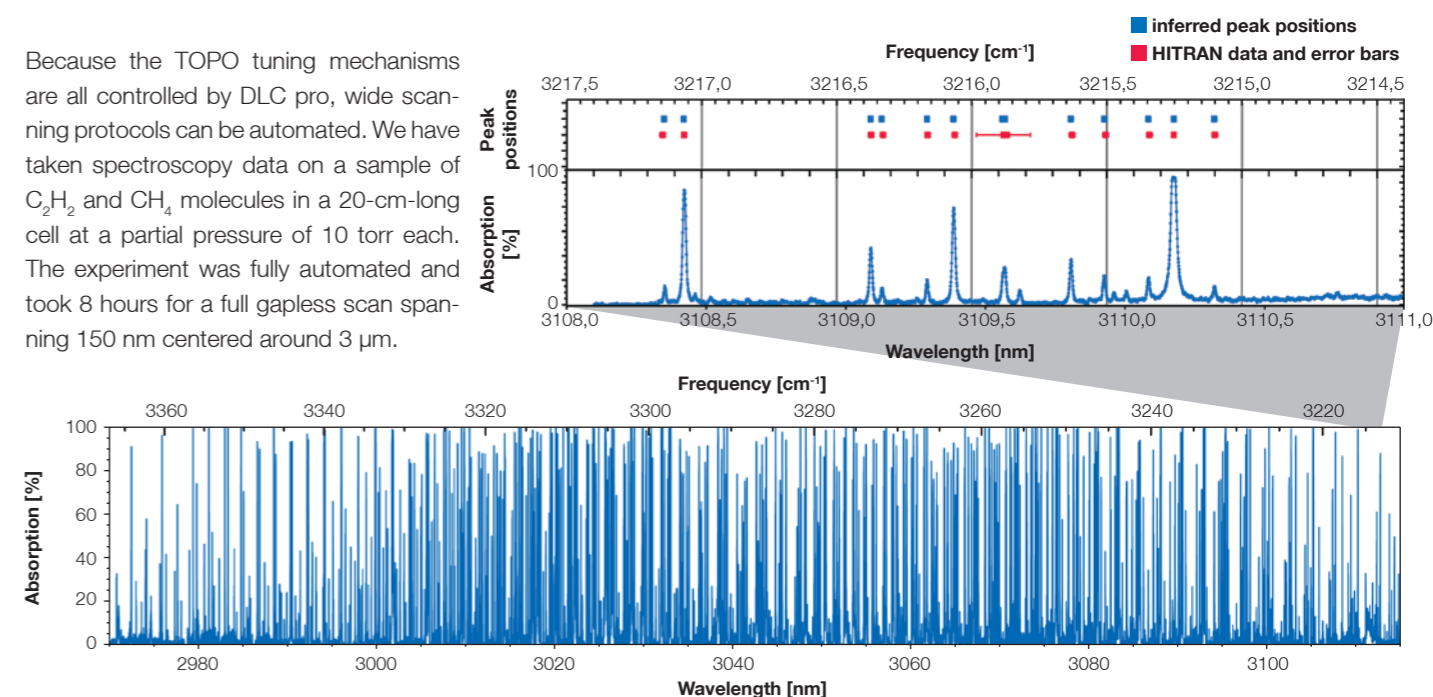 Because the TOPO tuning mechanisms
are all controlled by DLC pro, wide scan-
ning protocols can be automated. We have
taken spectroscopy data on a sample of
C₂H₂ and CH₄ molecules in a 20-cm-long
cell at a partial pressure of 10 torr each.
The experiment was fully automated and
took 8 hours for a full gapless scan span-
ning 150 nm centered around 3 µm.
inferred peak positions
HITRAN data and error bars
Frequency [cm⁻¹]
3217,5 3217,0 3216,5 3216,0 3215,5 3215,0 3214,5
Peak
positions
100
Absorption
[%]
0
3108,0 3108,5 3109,0 3109,5 3110,0 3110,5 3111,0
Wavelength [nm]
Frequency [cm⁻¹]
3360 3340 3320 3300 3280 3260 3240 3220
Absorption [%]
100
80
60
40
20
0
2980 3000 3020 3040 3060 3080 3100
Wavelength [nm]